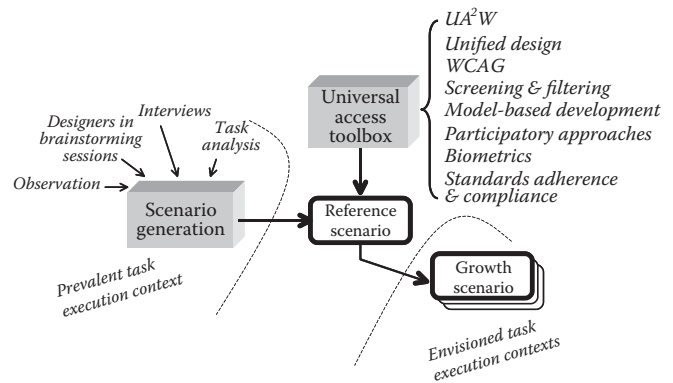 UA²W
Unified design
WCAG
Screening & filtering
Model-based development
Participatory approaches
Biometrics
Standards adherence
& compliance
Universal
access
toolbox
Interviews
Designers in
brainstorming
sessions
Task
analysis
Observation
Scenario
generation
Reference
scenario
Growth
scenario
Prevalent task
execution context
Envisioned task
execution contexts